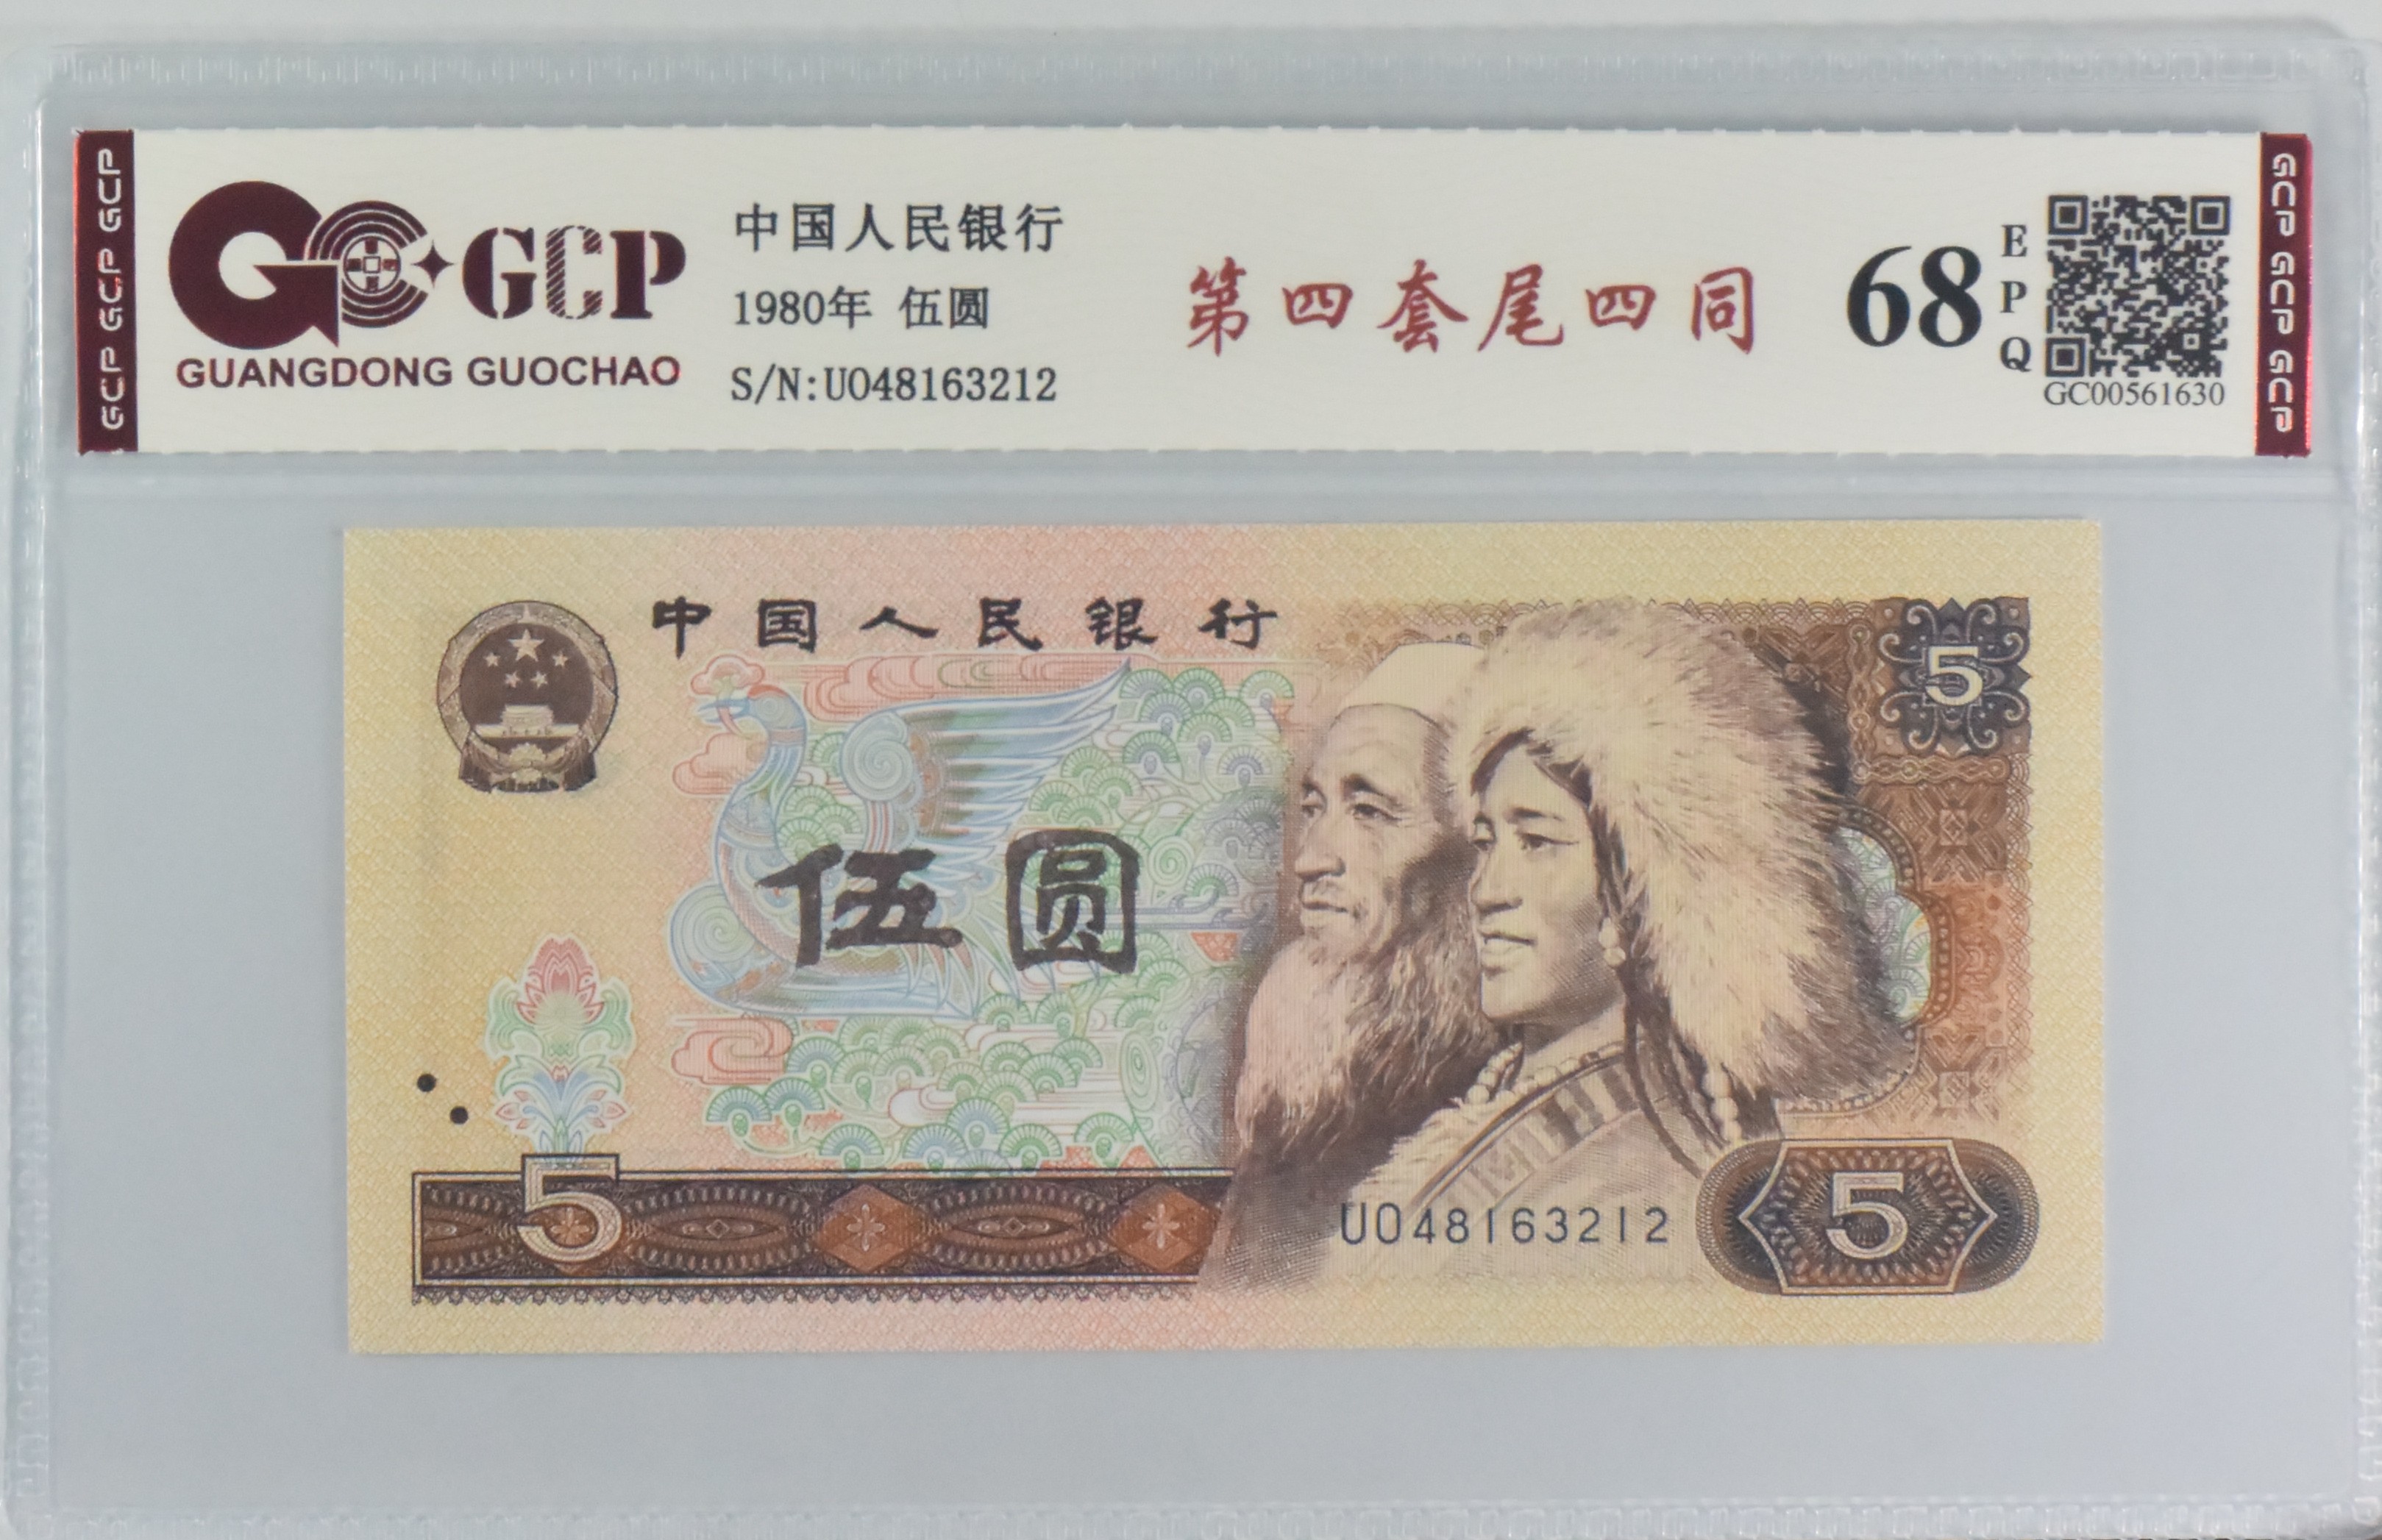 GCP GCP GCP
GCP
GUANGDONG GUOCHAO
中国人民银行
1980年 伍圆
S/N:UO48163212
第四套尾四同
68
EPQ
GC00561630
GCP GCP GCP
中国人民银行
5
伍圆
5
UO48163212
5